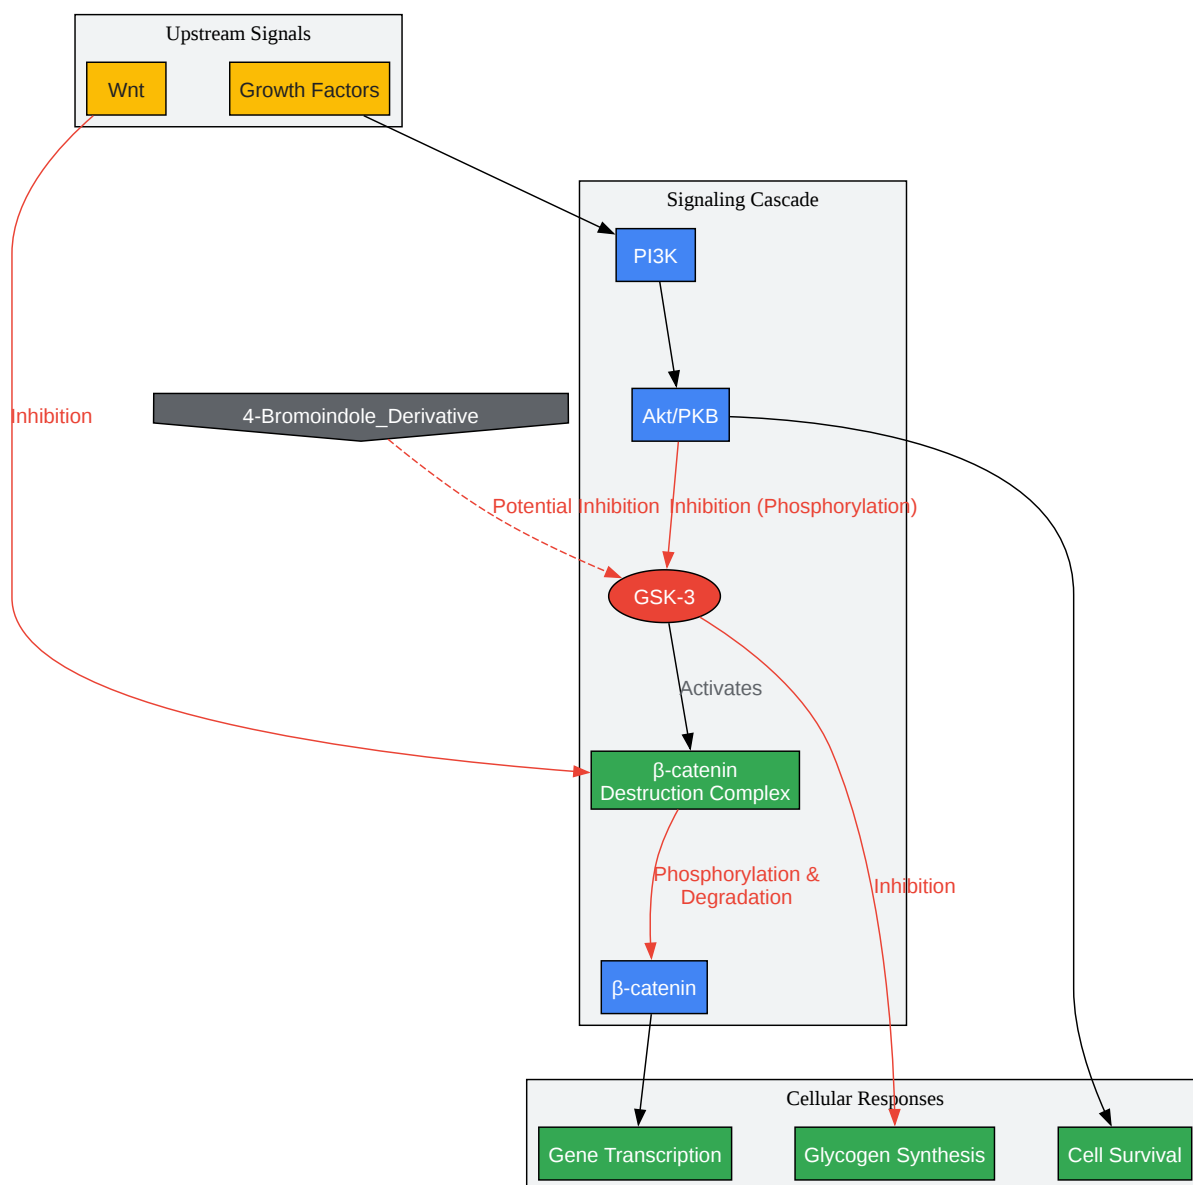 Upstream Signals
Wnt
Growth Factors
Signaling Cascade
PI3K
Inhibition
4-Bromoindole_Derivative
Akt/PKB
Potential Inhibition
Inhibition (Phosphorylation)
GSK-3
Activates
β-catenin
Destruction Complex
Phosphorylation &
Degradation
Inhibition
β-catenin
Cellular Responses
Gene Transcription
Glycogen Synthesis
Cell Survival